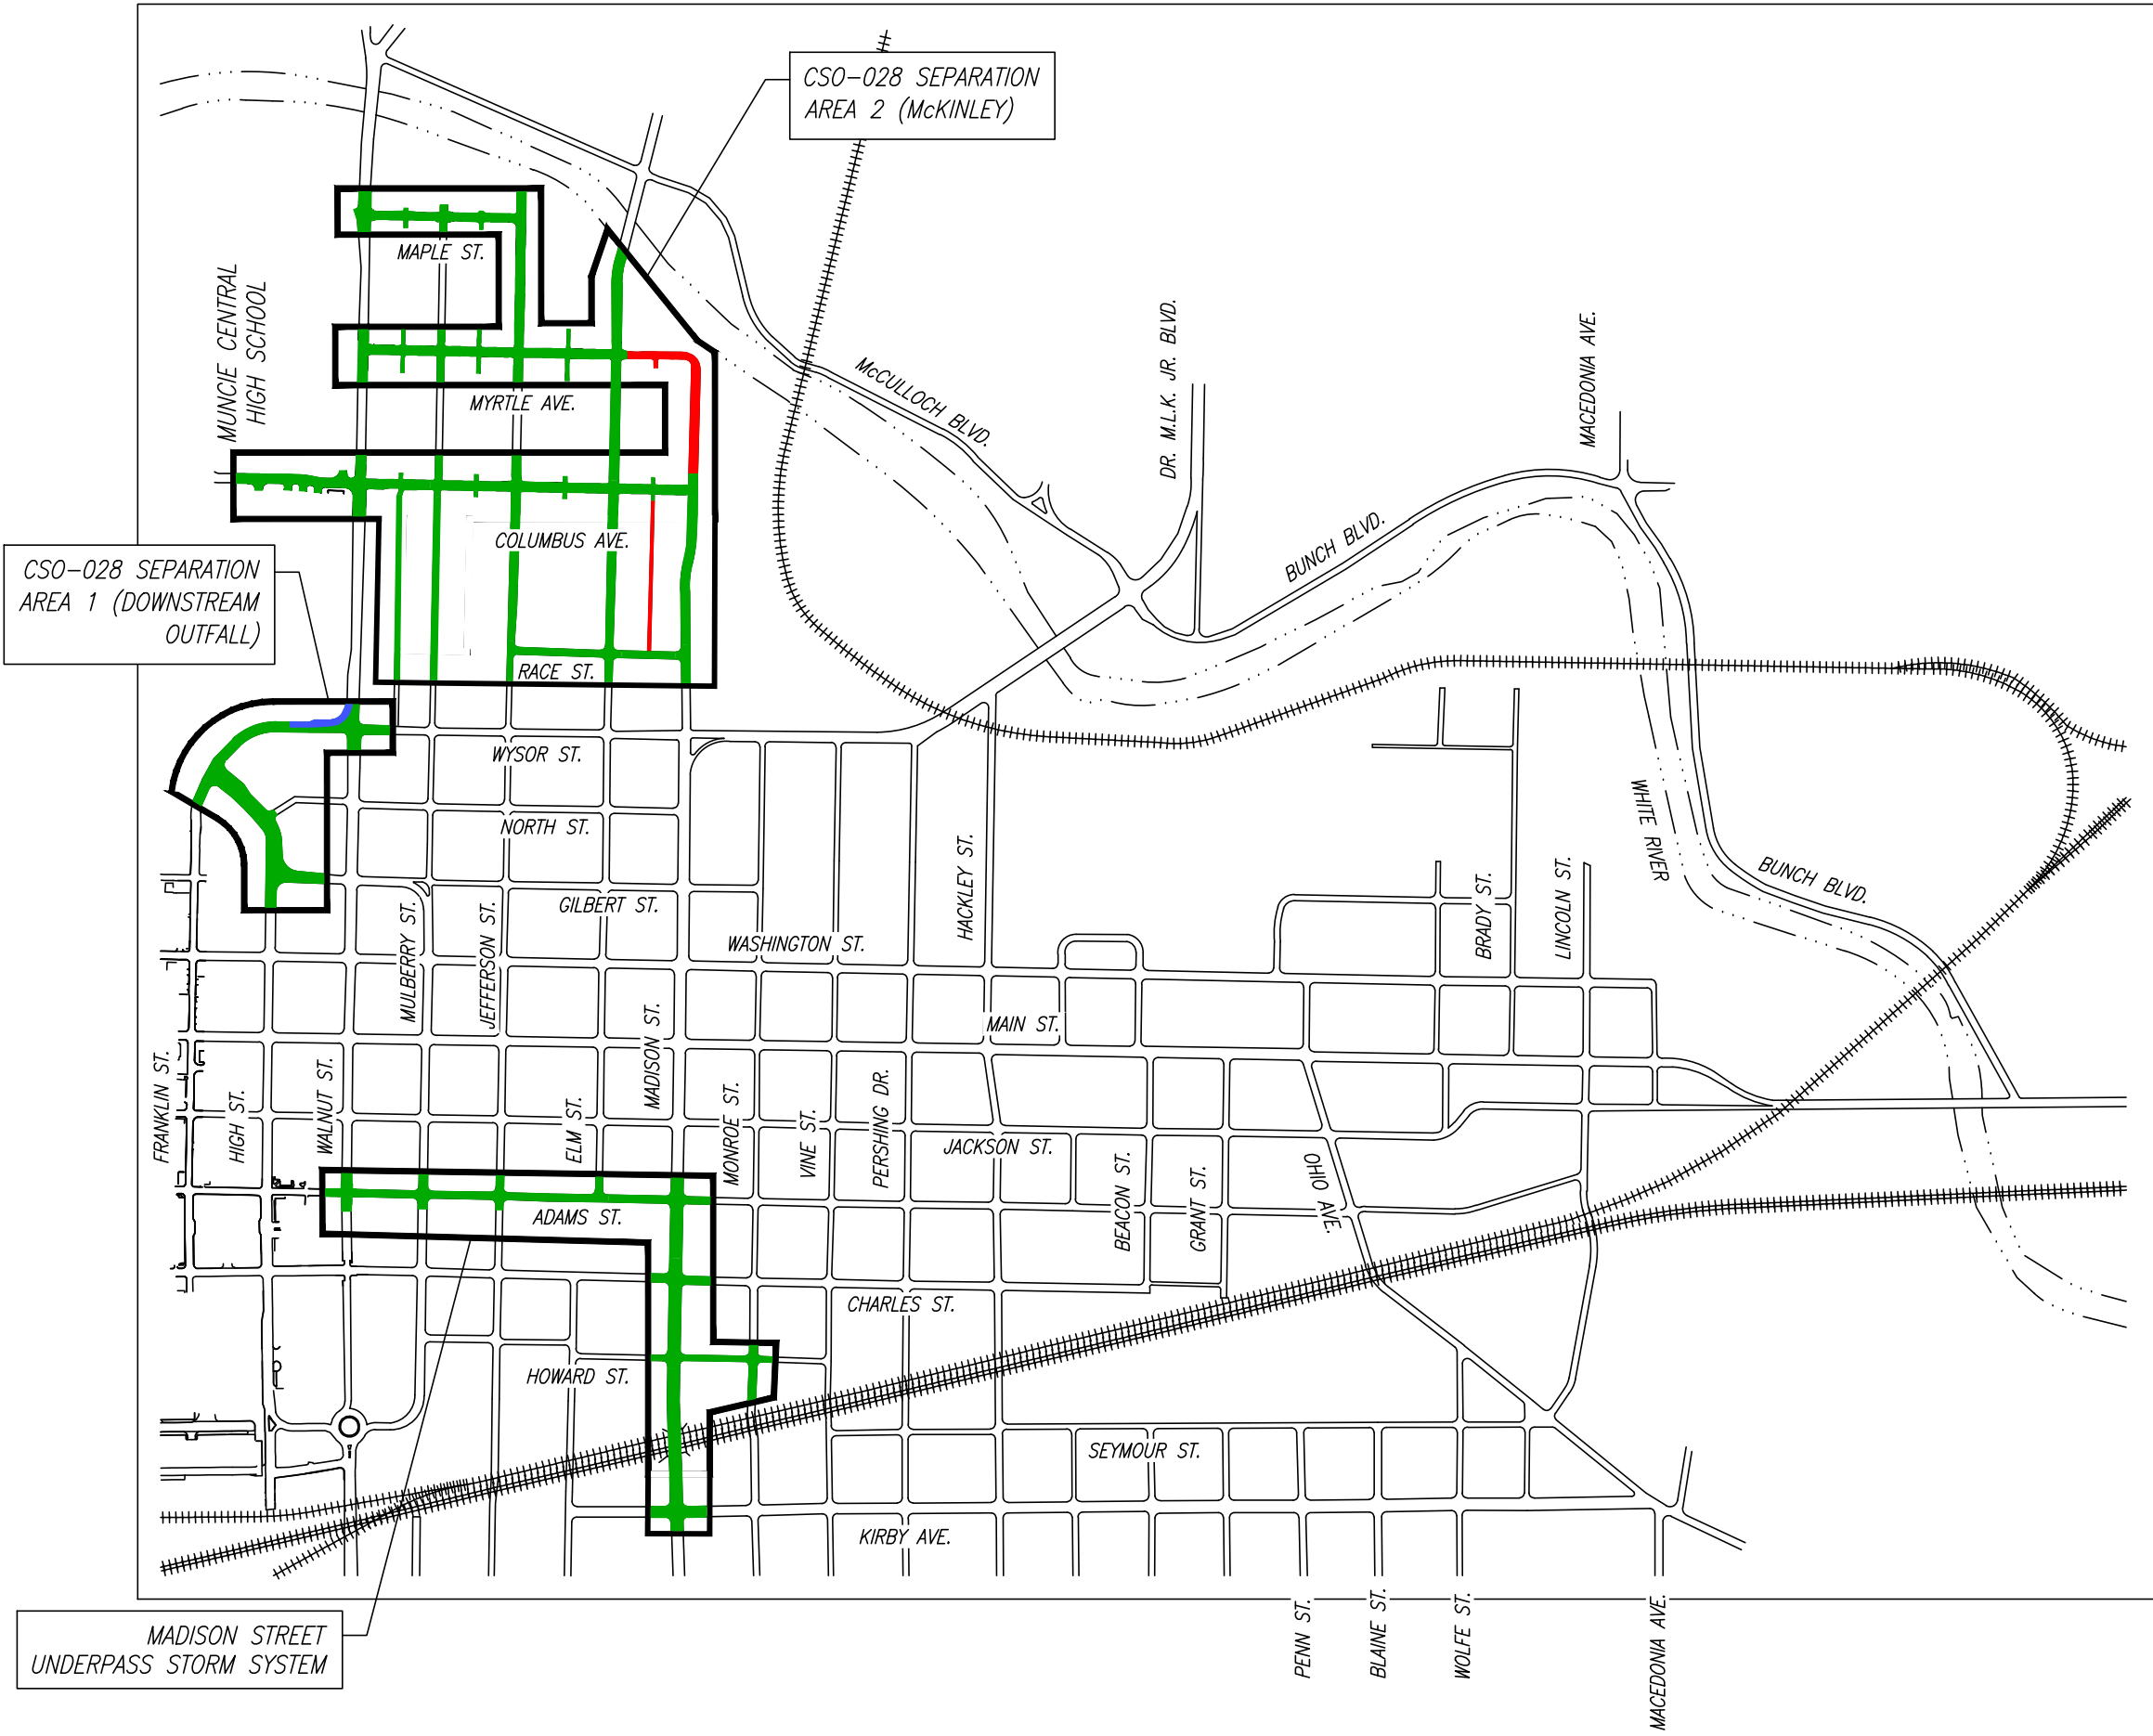 CSO-028 SEPARATION
AREA 2 (McKINLEY)
MAPLE ST.
MUNCIE CENTRAL
HIGH SCHOOL
MYRTLE AVE.
McCULLOCH BLVD.
DR. M.L.K. JR. BLVD.
MACEDONIA AVE.
COLUMBUS AVE.
BUNCH BLVD.
CSO-028 SEPARATION
AREA 1 (DOWNSTREAM
OUTFALL)
RACE ST.
WYSOR ST.
NORTH ST.
WHITE RIVER
BUNCH BLVD.
GILBERT ST.
WASHINGTON ST.
HACKLEY ST.
BRADY ST.
LINCOLN ST.
MULBERRY ST.
JEFFERSON ST.
MADISON ST.
MAIN ST.
FRANKLIN ST.
HIGH ST.
WALNUT ST.
ELM ST.
MONROE ST.
VINE ST.
PERSHING DR.
JACKSON ST.
BEACON ST.
GRANT ST.
OHIO AVE.
ADAMS ST.
CHARLES ST.
HOWARD ST.
SEYMOUR ST.
KIRBY AVE.
MADISON STREET
UNDERPASS STORM SYSTEM
PENN ST.
BLAINE ST.
WOLFE ST.
MACEDONIA AVE.